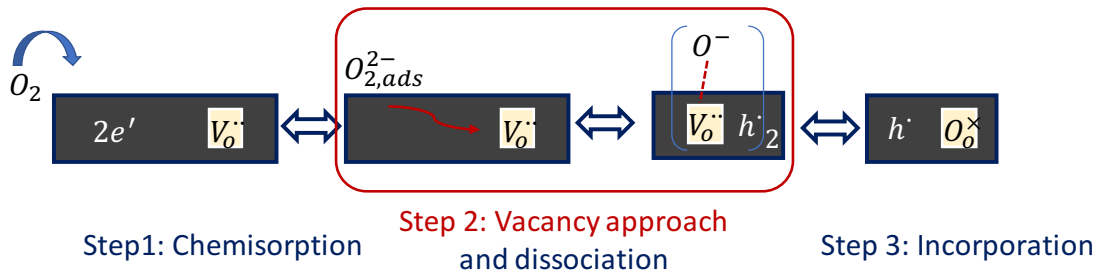 O₂
2e′
V_o^¨
O_{2,ads}^{2−}
V_o^¨
O⁻
V_o^¨ h^·
2
h^· O_o^×
Step1: Chemisorption
Step 2: Vacancy approach
and dissociation
Step 3: Incorporation